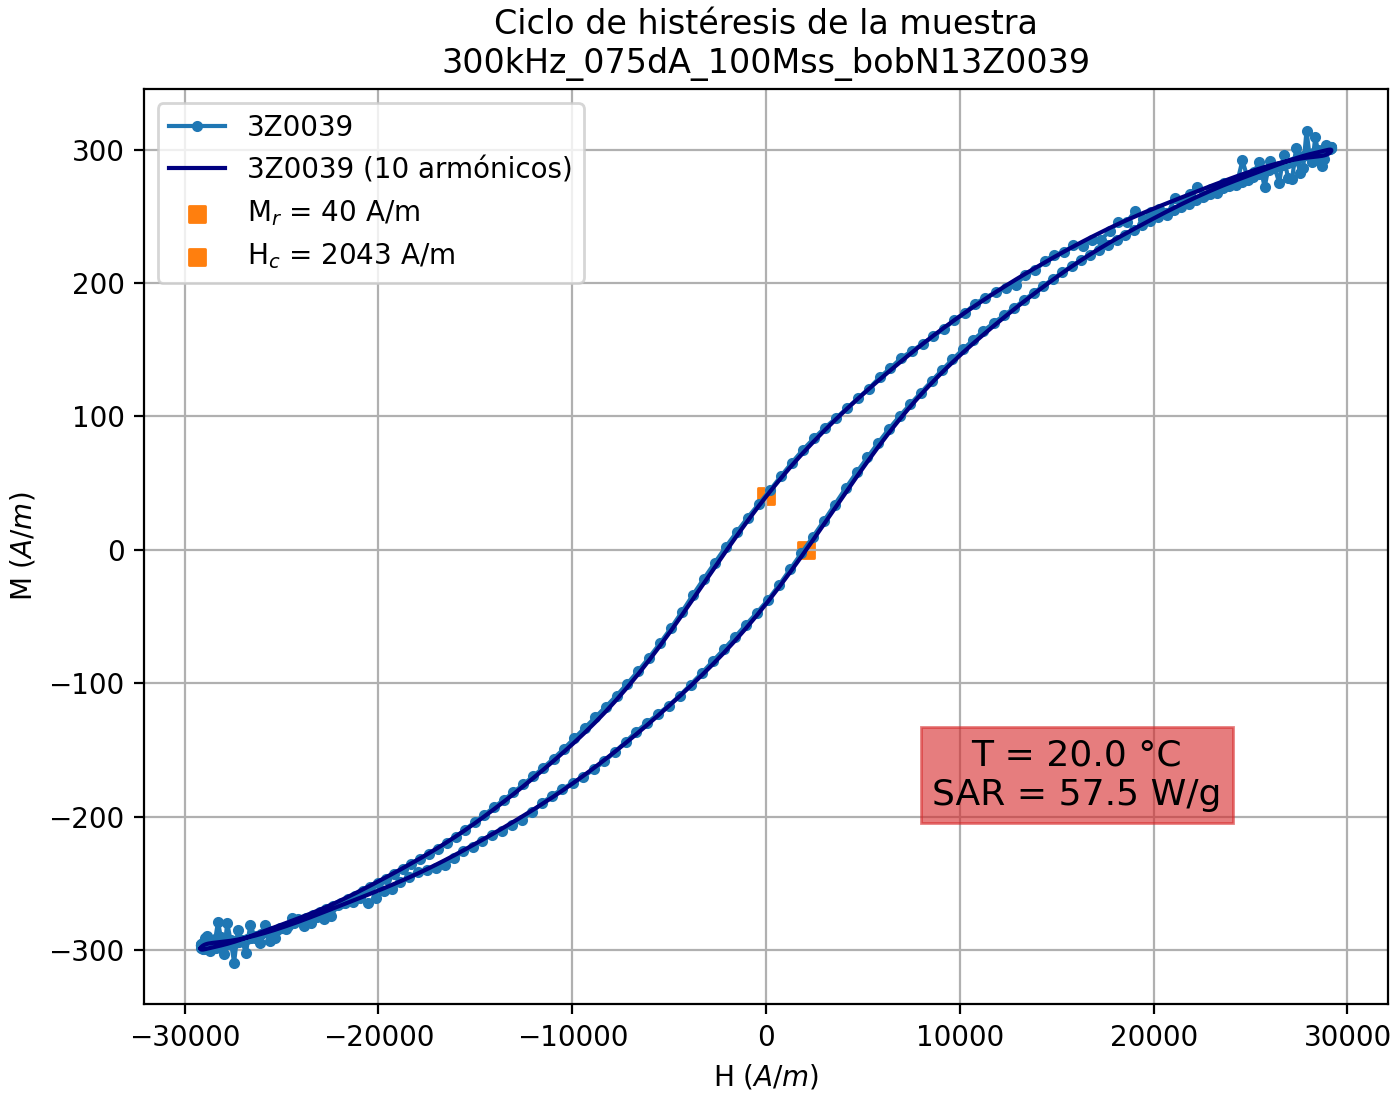 Ciclo de histéresis de la muestra
300kHz_075dA_100Mss_bobN13Z0039
3Z0039
3Z0039 (10 armónicos)
Mᵣ = 40 A/m
H_c = 2043 A/m
300
200
100
0
−100
−200
−300
M (A/m)
T = 20.0 °C
SAR = 57.5 W/g
−30000 −20000 −10000 0 10000 20000 30000
H (A/m)